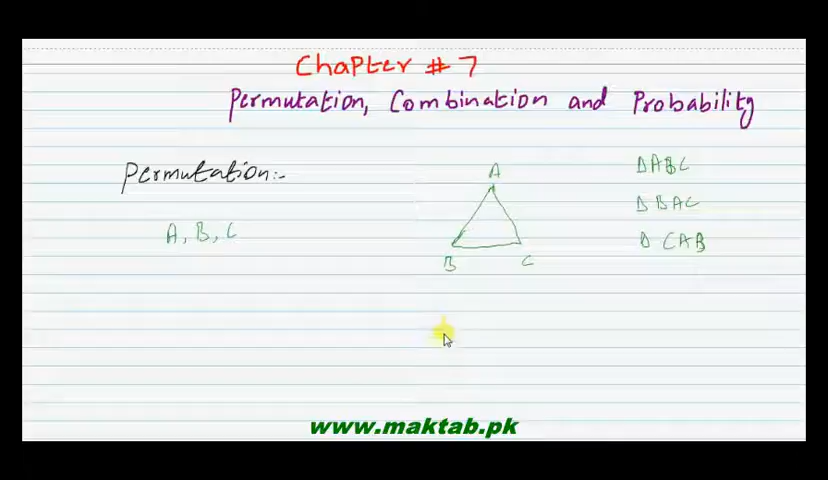 Chapter # 7
Permutation, Combination and Probability
Permutation:-
A, B, C
A
B
C
ΔABC
ΔBAC
ΔCAB
www.maktab.pk